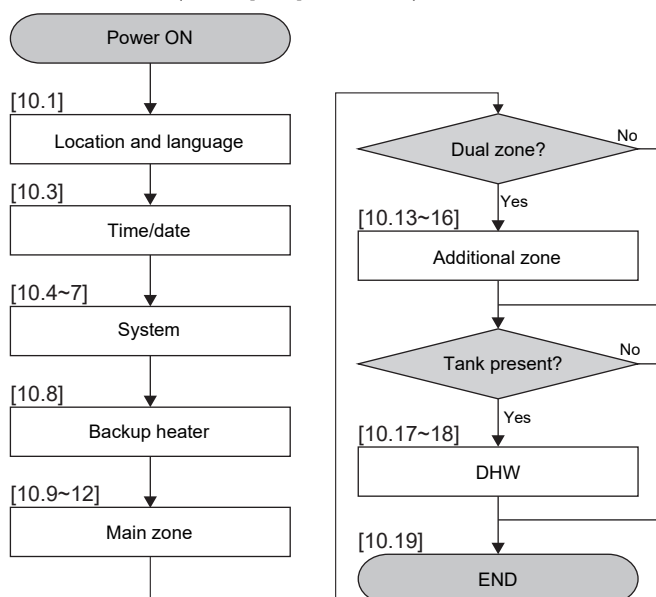 Power ON
[10.1]
Location and language
[10.3]
Time/date
[10.4~7]
System
[10.8]
Backup heater
[10.9~12]
Main zone
Dual zone?
No
Yes
[10.13~16]
Additional zone
Tank present?
No
Yes
[10.17~18]
DHW
[10.19]
END